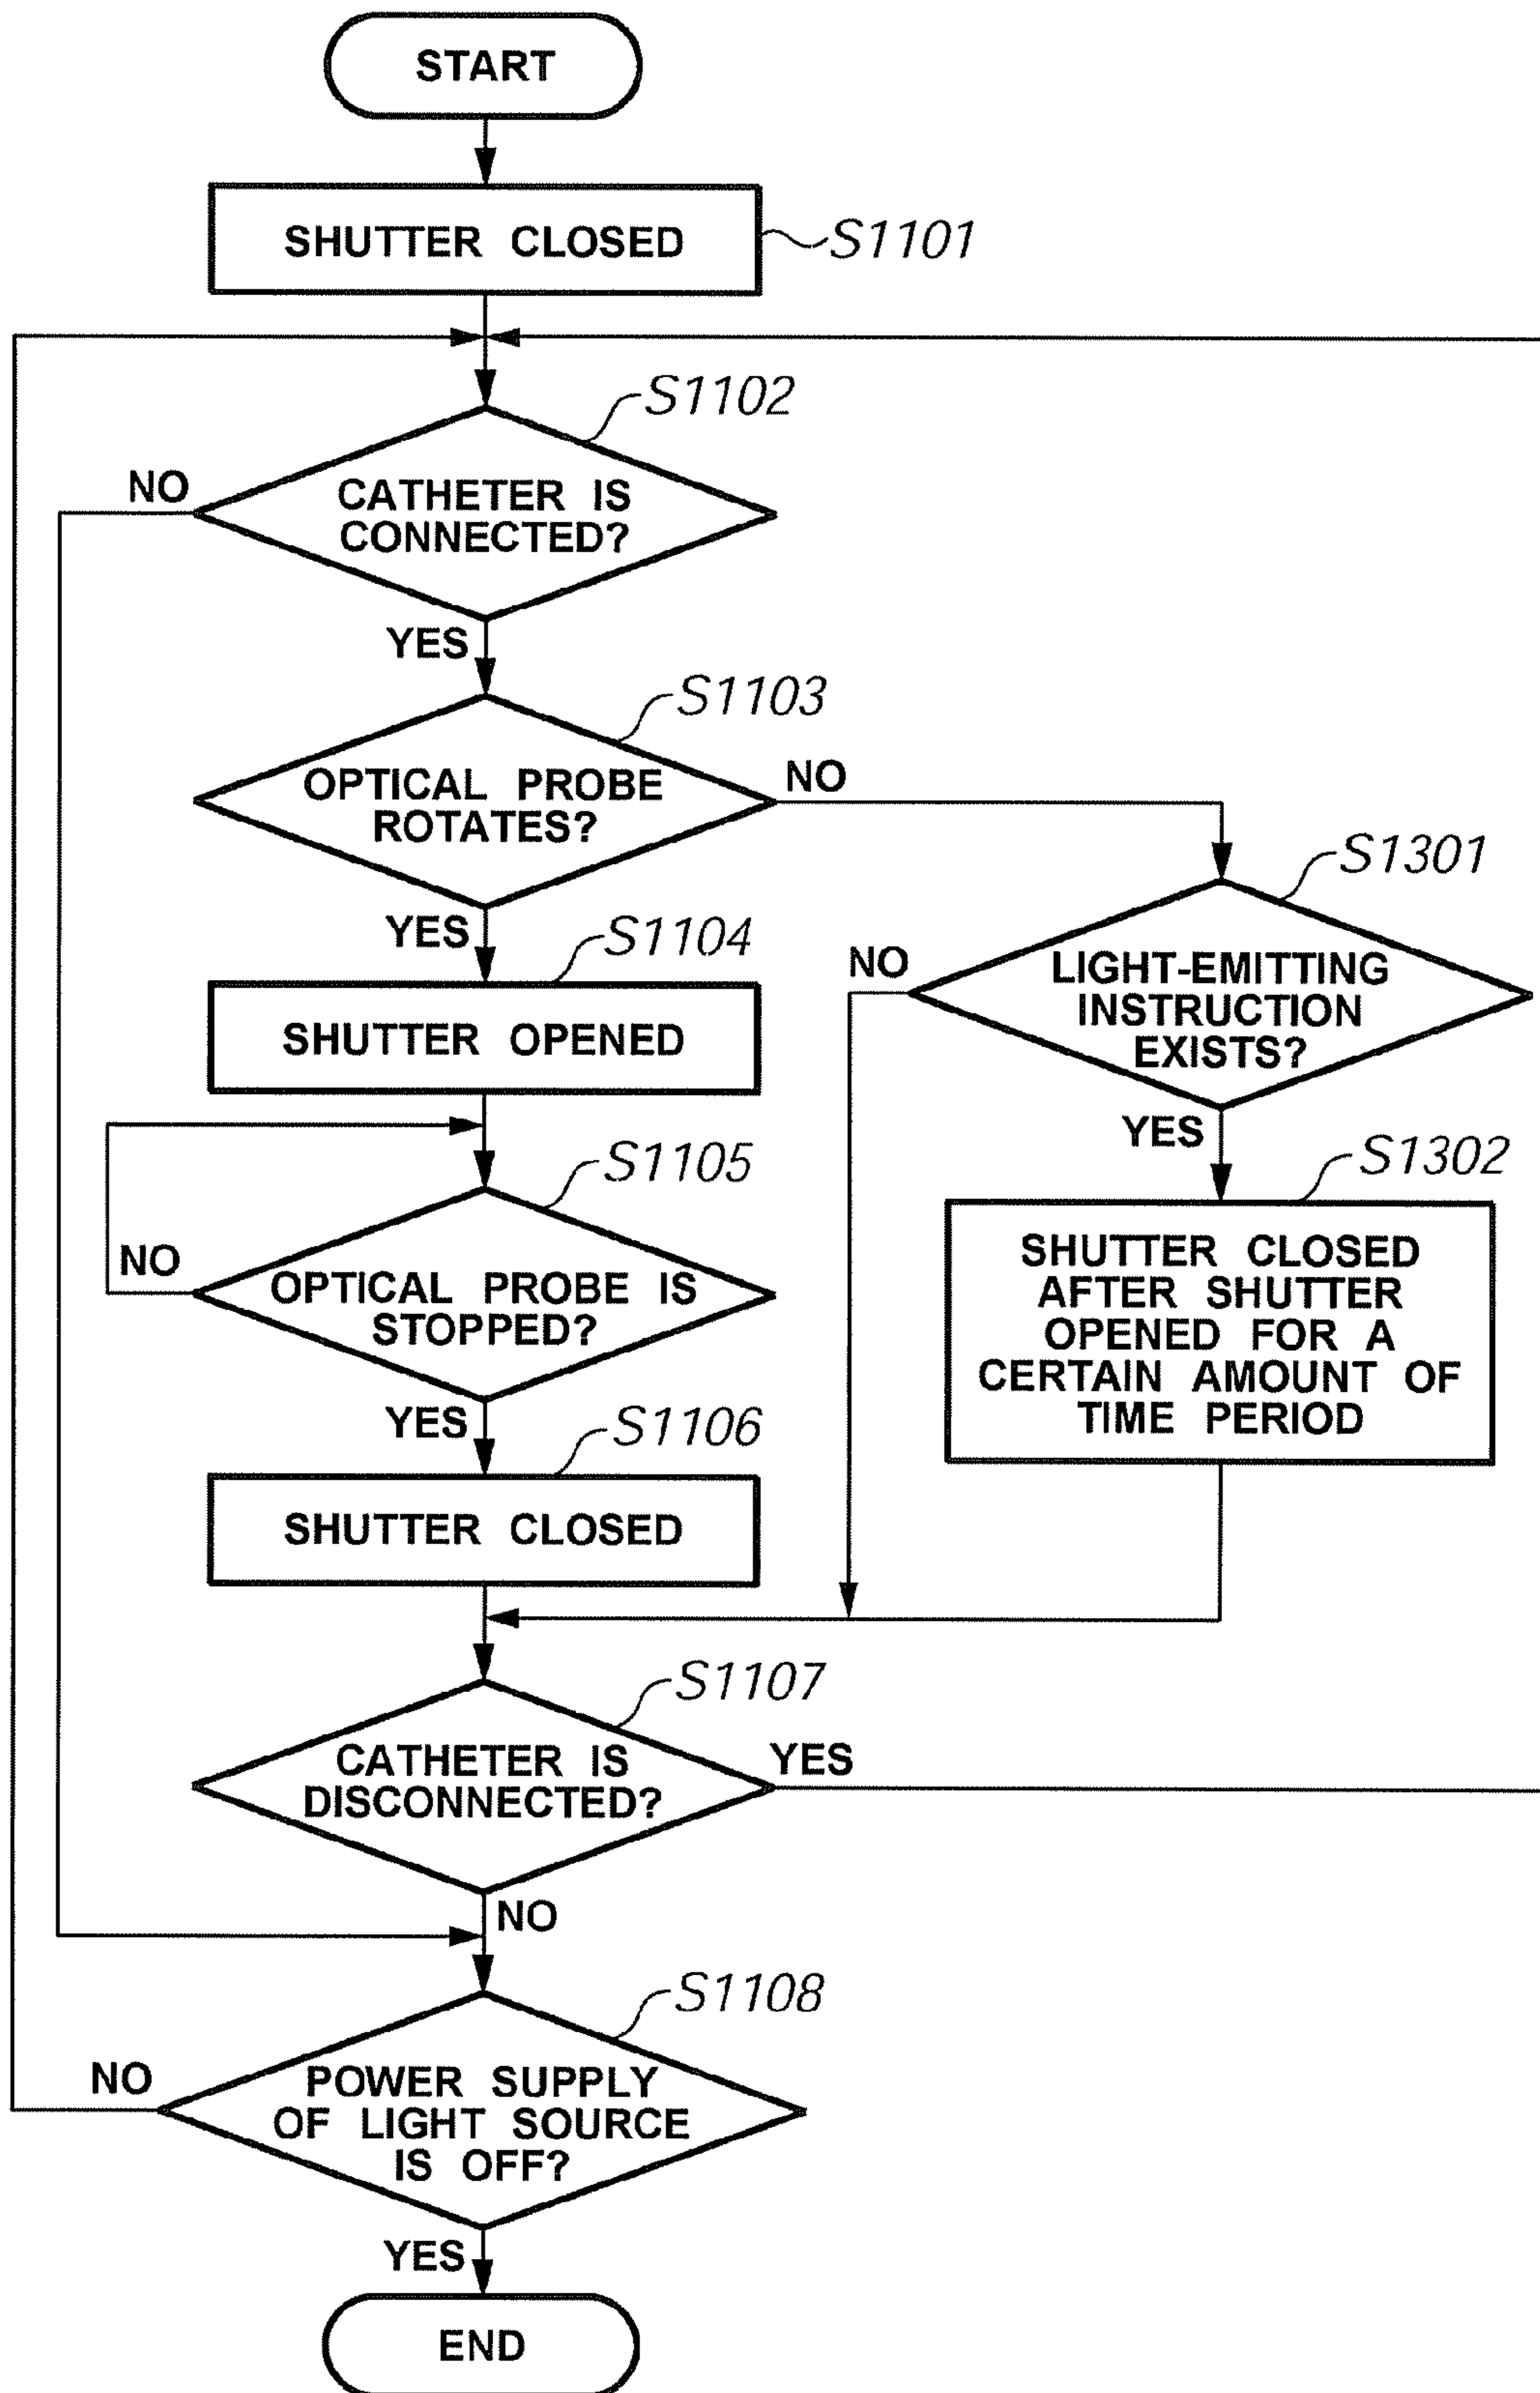 START
SHUTTER CLOSED
S1101
S1102
NO
CATHETER IS
CONNECTED?
YES
S1103
OPTICAL PROBE
ROTATES?
NO
YES
S1104
SHUTTER OPENED
S1301
NO
LIGHT-EMITTING
INSTRUCTION
EXISTS?
YES
S1302
SHUTTER CLOSED
AFTER SHUTTER
OPENED FOR A
CERTAIN AMOUNT OF
TIME PERIOD
S1105
NO
OPTICAL PROBE IS
STOPPED?
YES
S1106
SHUTTER CLOSED
S1107
CATHETER IS
DISCONNECTED?
YES
NO
S1108
NO
POWER SUPPLY
OF LIGHT SOURCE
IS OFF?
YES
END